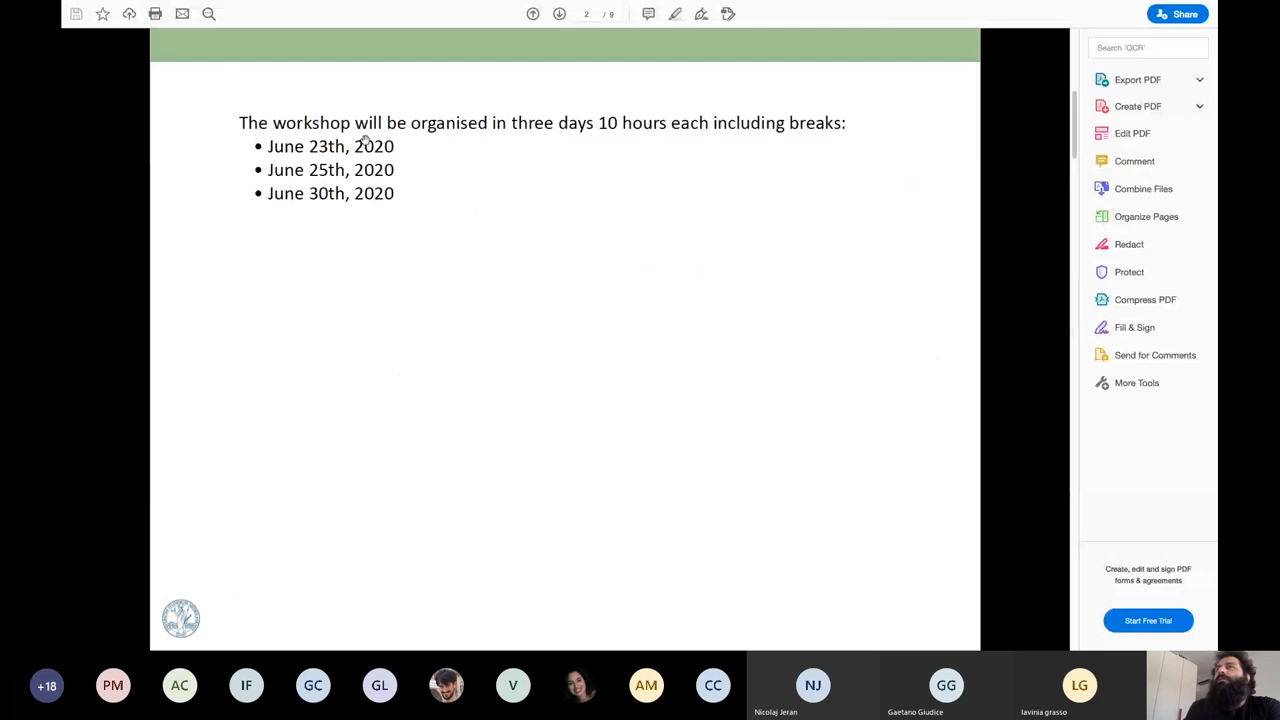 2 / 9
Share
Search 'OCR'
Export PDF
Create PDF
Edit PDF
Comment
Combine Files
Organize Pages
Redact
Protect
Compress PDF
Fill & Sign
Send for Comments
More Tools
Create, edit and sign PDF
forms & agreements
Start Free Trial
The workshop will be organised in three days 10 hours each including breaks:
• June 23th, 2020
• June 25th, 2020
• June 30th, 2020
+18
PM
AC
IF
GC
GL
V
AM
CC
NJ
Nicolaj Jeran
GG
Gaetano Giudice
LG
lavinia grasso